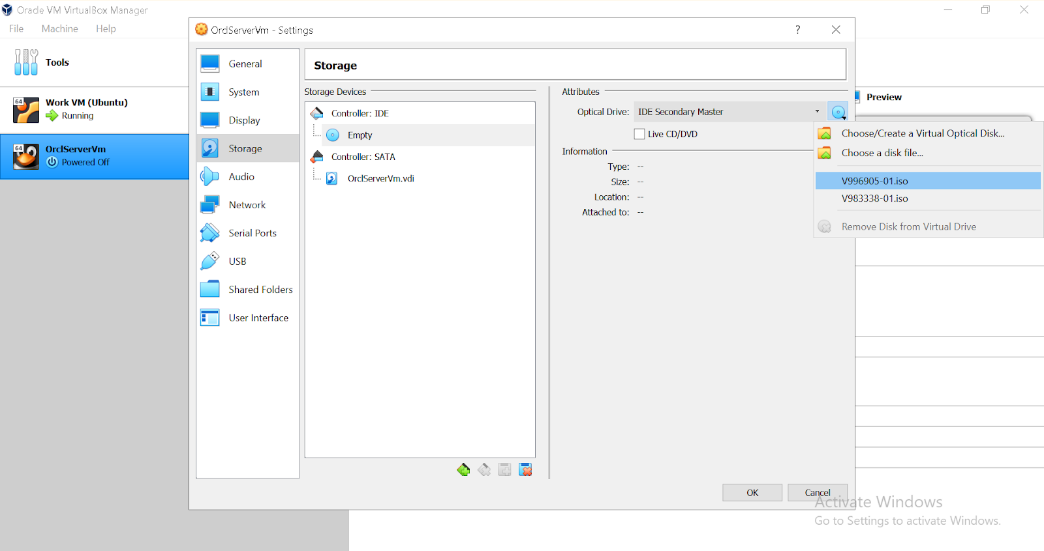 Oracle VM VirtualBox Manager
File Machine Help
Tools
64 Work VM (Ubuntu)
Running
64 OrclServerVm
Powered Off
OrclServerVm - Settings
?
General
System
Display
Storage
Audio
Network
Serial Ports
USB
Shared Folders
User Interface
Storage
Storage Devices
Controller: IDE
Empty
Controller: SATA
OrclServerVm.vdi
Attributes
Optical Drive: IDE Secondary Master
Live CD/DVD
Information
Type: --
Size: --
Location: --
Attached to: --
Preview
Choose/Create a Virtual Optical Disk...
Choose a disk file...
V996905-01.iso
V983338-01.iso
Remove Disk from Virtual Drive
OK Cancel
Activate Windows
Go to Settings to activate Windows.